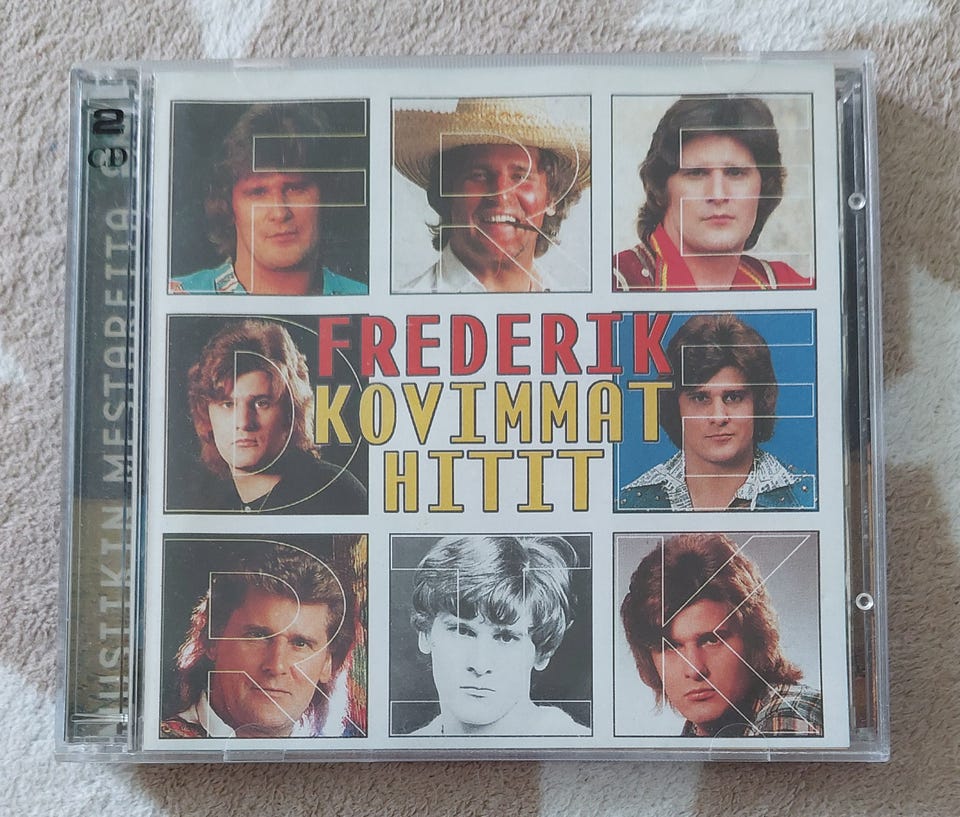 2
CD
MUSIIKIN MESTAREITA
F R E
D E
FREDERIK
KOVIMMAT
HITIT
R I K